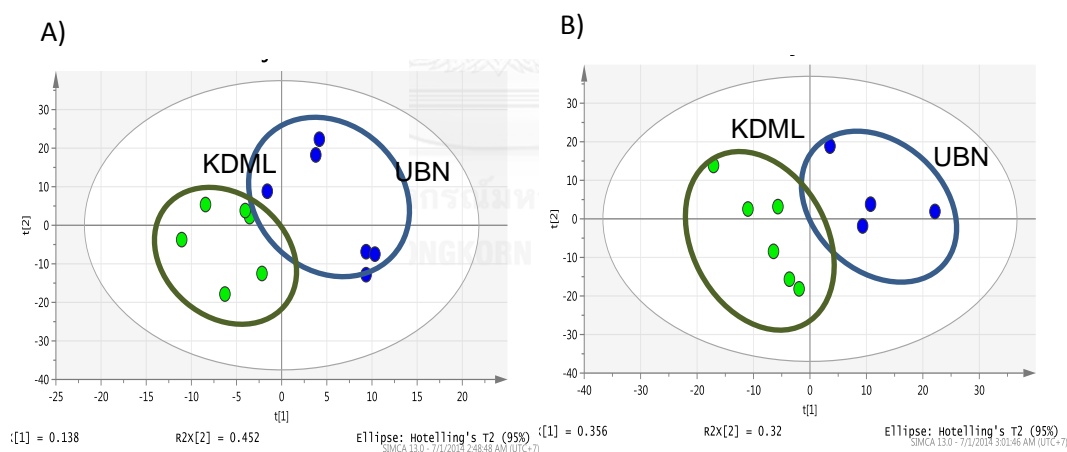 A)
KDML
UBN
t[2]
30
20
10
0
-10
-20
-30
-40
-25
-20
-15
-10
-5
0
5
10
15
20
t[1]
[1] = 0.138
R2X[2] = 0.452
Ellipse: Hotelling's T2 (95%)
SIMCA 13.0 - 7/1/2014 2:48:48 AM (UTC+7)
B)
KDML
UBN
t[2]
30
20
10
0
-10
-20
-30
-40
-40
-30
-20
-10
0
10
20
30
t[1]
[1] = 0.356
R2X[2] = 0.32
Ellipse: Hotelling's T2 (95%)
SIMCA 13.0 - 7/1/2014 3:01:46 AM (UTC+7)